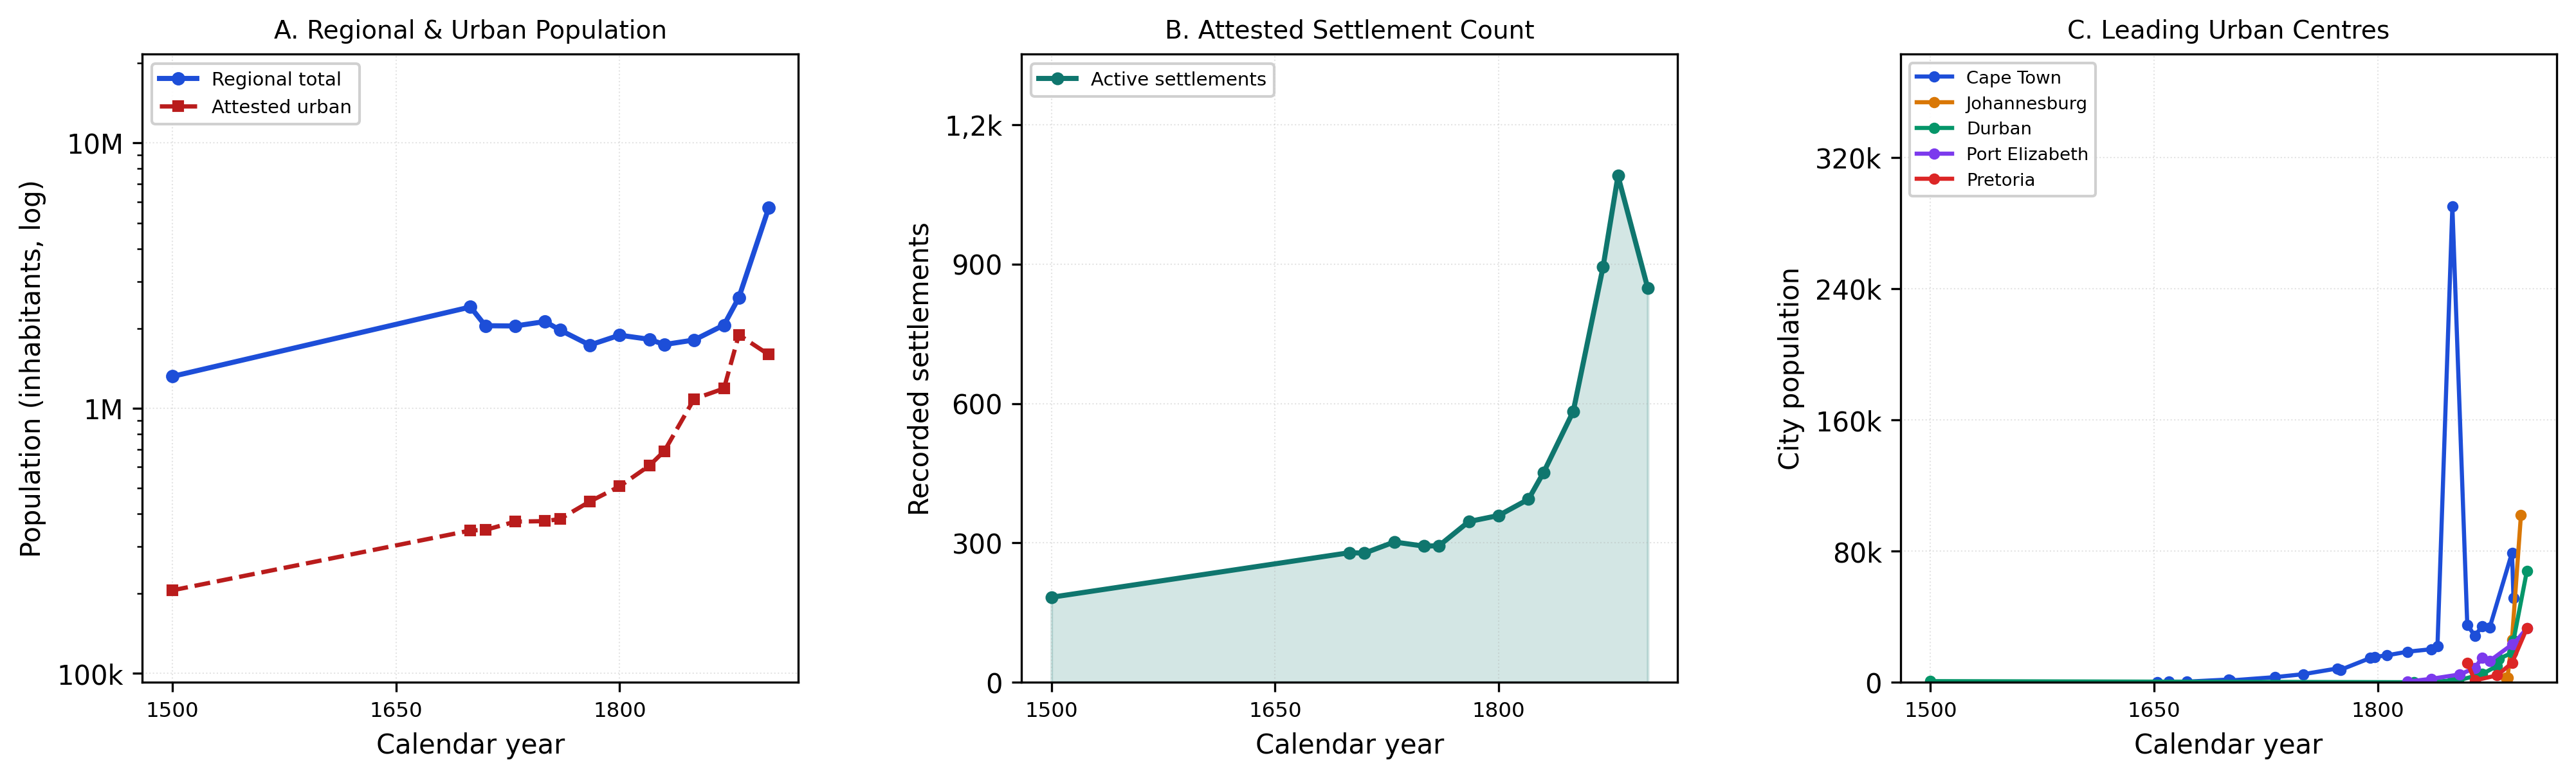 A. Regional & Urban Population
Regional total
Attested urban
10M
1M
100k
Population (inhabitants, log)
1500
1650
1800
Calendar year
B. Attested Settlement Count
Active settlements
1,2k
900
600
300
0
Recorded settlements
1500
1650
1800
Calendar year
C. Leading Urban Centres
Cape Town
Johannesburg
Durban
Port Elizabeth
Pretoria
320k
240k
160k
80k
0
City population
1500
1650
1800
Calendar year